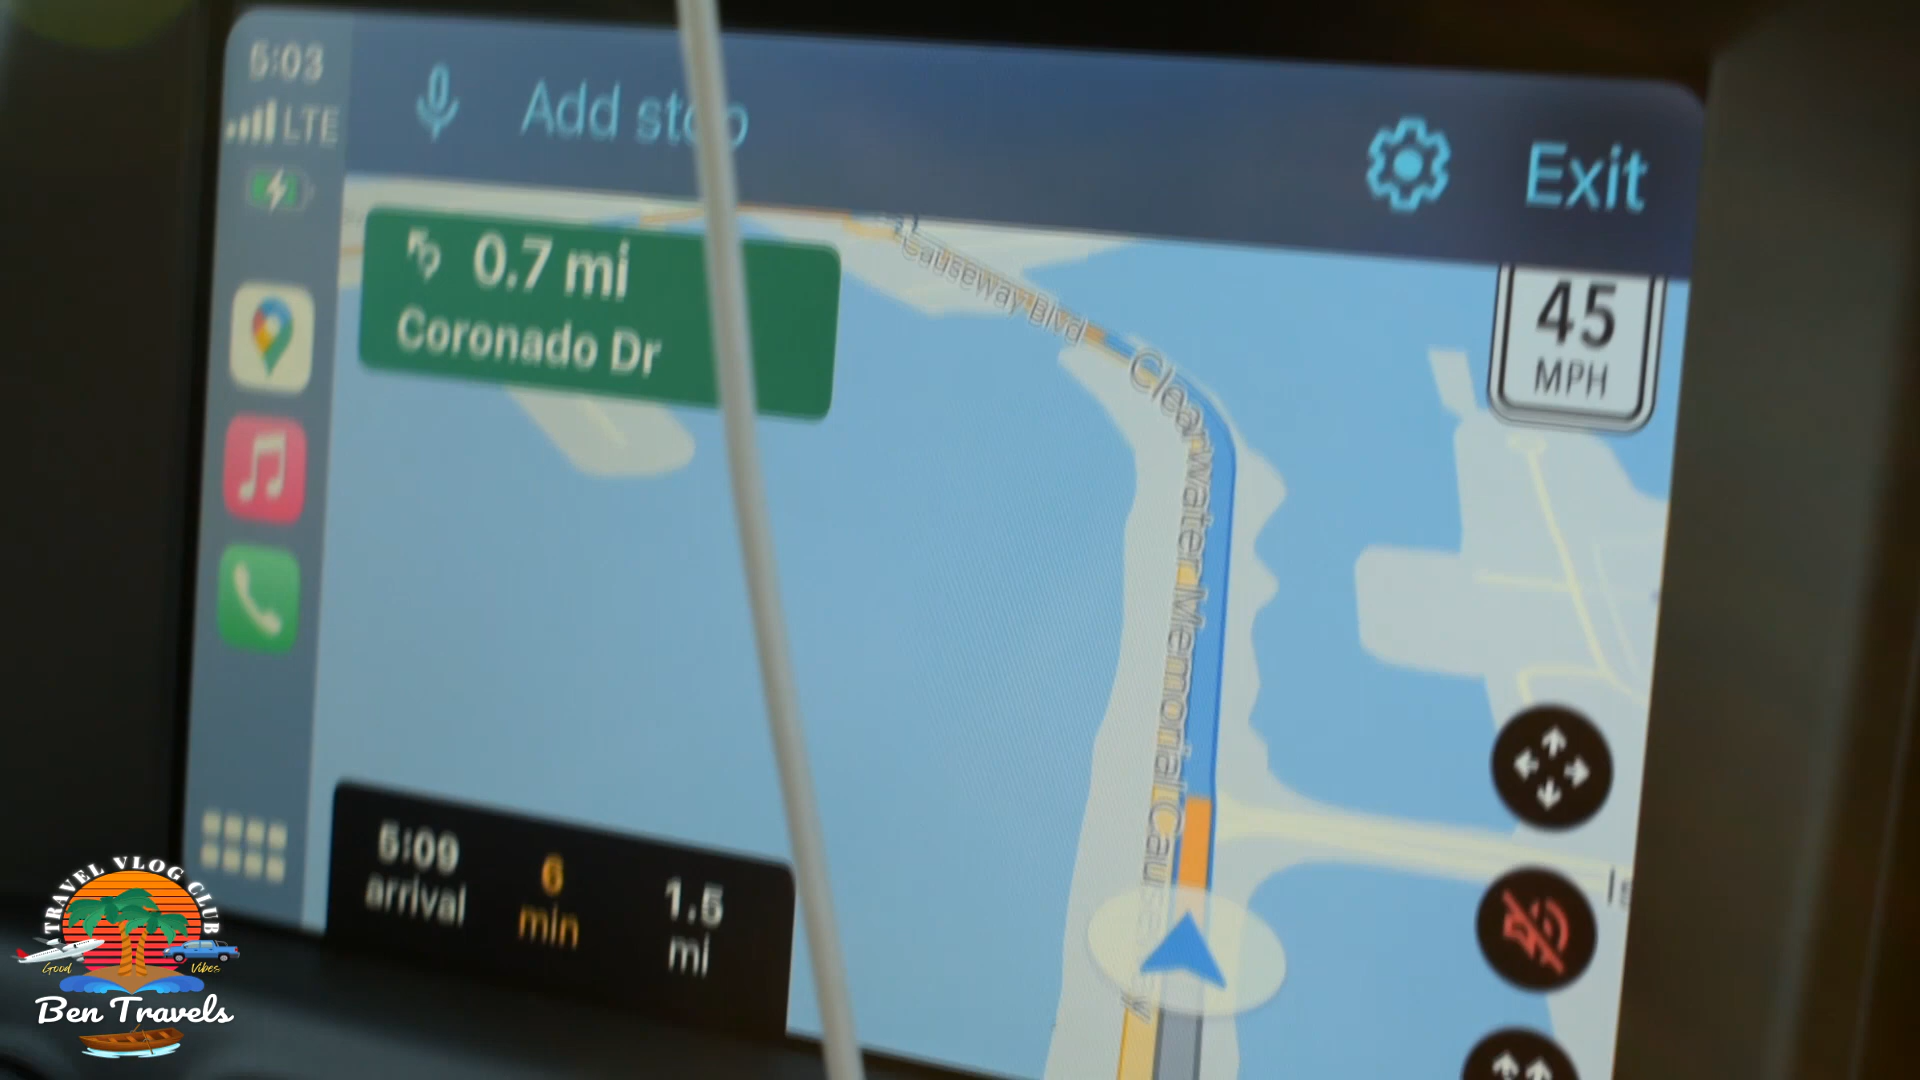 5:03
LTE
Add stop
Exit
0.7 mi
Coronado Dr
45
MPH
Causeway Blvd
Clearwater Memorial Causeway
5:09
arrival
6
min
1.5
mi
TRAVEL VLOG CLUB
Good Vibes
Ben Travels